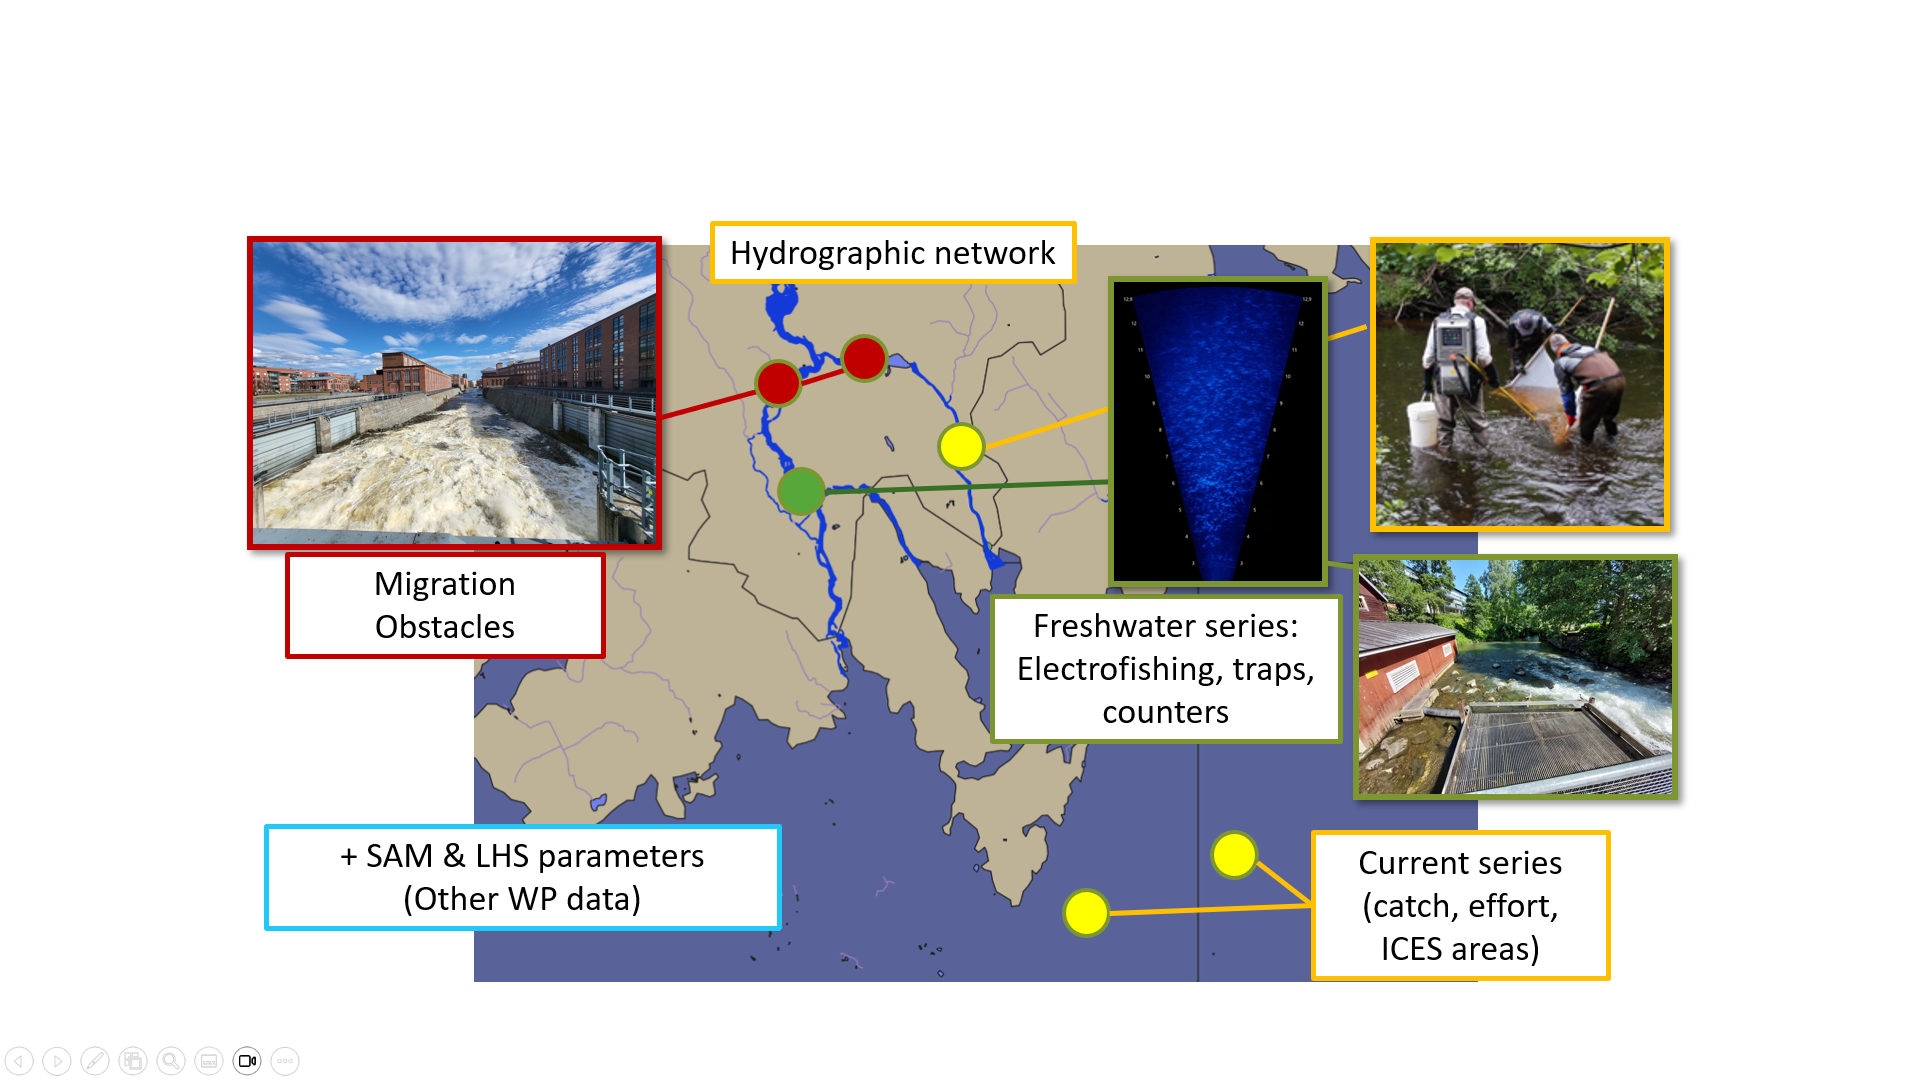 Hydrographic network
Migration
Obstacles
Freshwater series:
Electrofishing, traps,
counters
+ SAM & LHS parameters
(Other WP data)
Current series
(catch, effort,
ICES areas)